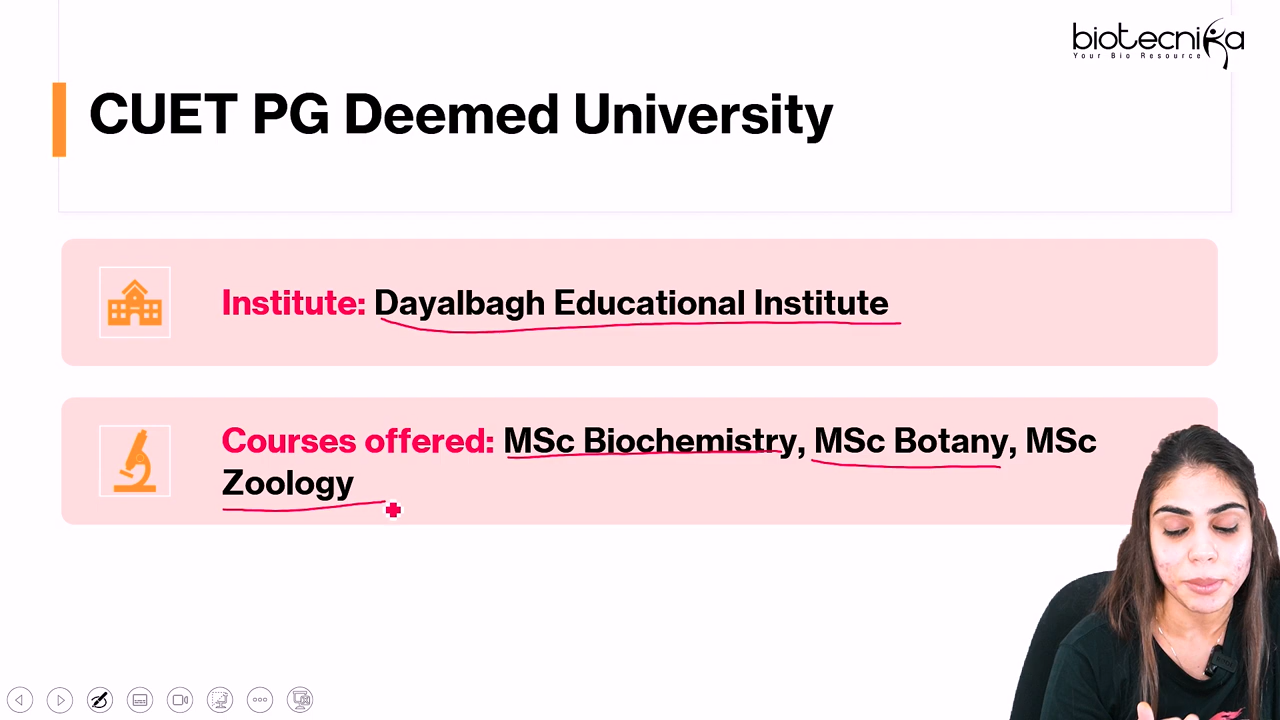 biotecnika
Your Bio Resource
CUET PG Deemed University
Institute: Dayalbagh Educational Institute
Courses offered: MSc Biochemistry, MSc Botany, MSc
Zoology